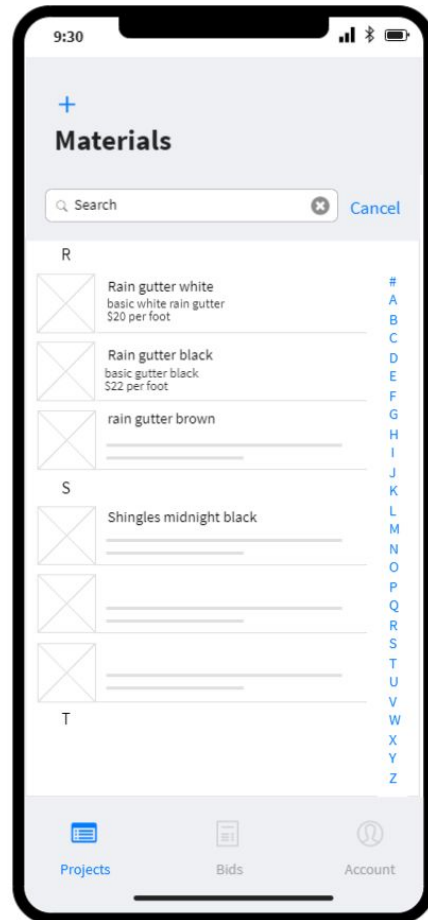 9:30
+
Materials
Search
Cancel
R
Rain gutter white
basic white rain gutter
$20 per foot
Rain gutter black
basic gutter black
$22 per foot
rain gutter brown
S
Shingles midnight black
T
#
A
B
C
D
E
F
G
H
I
J
K
L
M
N
O
P
Q
R
S
T
U
V
W
X
Y
Z
Projects
Bids
Account